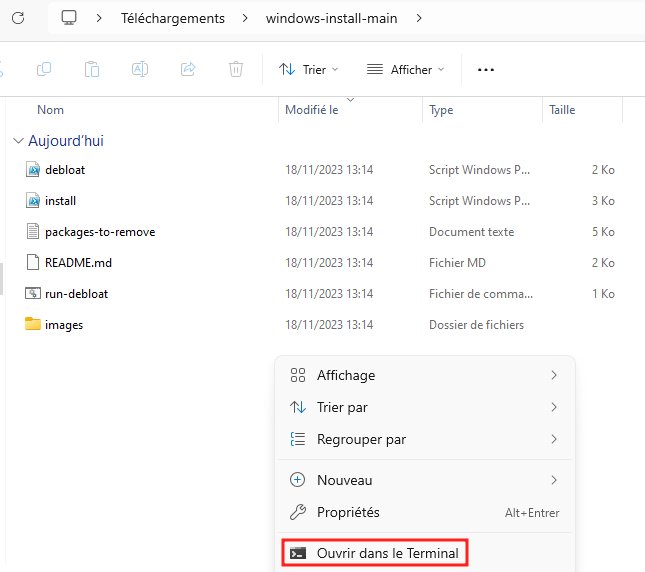 Téléchargements > windows-install-main >
Trier Afficher ...
Nom Modifié le Type Taille
Aujourd'hui
debloat 18/11/2023 13:14 Script Windows P... 2 Ko
install 18/11/2023 13:14 Script Windows P... 3 Ko
packages-to-remove 18/11/2023 13:14 Document texte 5 Ko
README.md 18/11/2023 13:14 Fichier MD 2 Ko
run-debloat 18/11/2023 13:14 Fichier de comma... 1 Ko
images 18/11/2023 13:14 Dossier de fichiers
Affichage
Trier par
Regrouper par
Nouveau
Propriétés Alt+Entrer
Ouvrir dans le Terminal